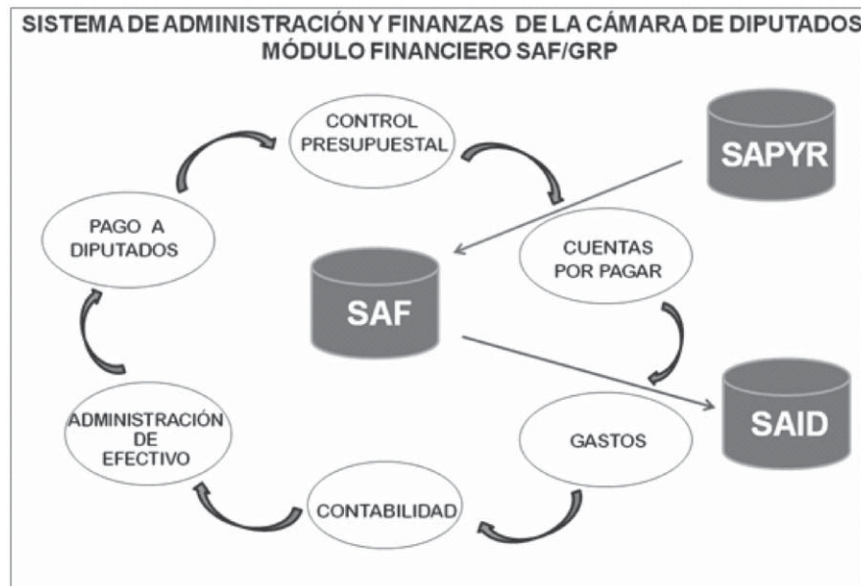 SISTEMA DE ADMINISTRACIÓN Y FINANZAS DE LA CÁMARA DE DIPUTADOS
MÓDULO FINANCIERO SAF/GRP
CONTROL
PRESUPUESTAL
SAPYR
PAGO A
DIPUTADOS
CUENTAS
POR PAGAR
SAF
ADMINISTRACIÓN
DE
EFECTIVO
GASTOS
SAID
CONTABILIDAD